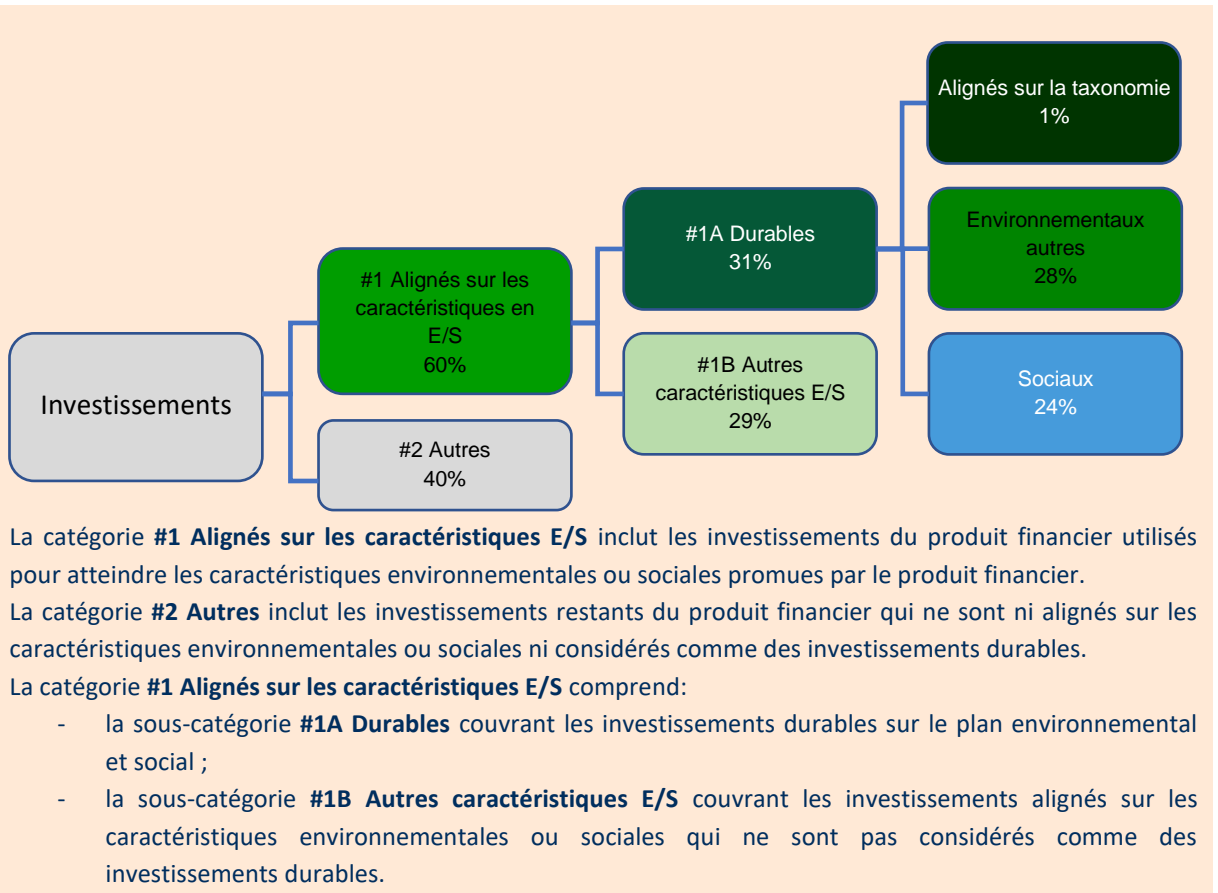 Alignés sur la taxonomie
1%
#1A Durables
31%
Environnementaux
autres
28%
#1 Alignés sur les
caractéristiques en
E/S
60%
Investissements
#1B Autres
caractéristiques E/S
29%
Sociaux
24%
#2 Autres
40%
La catégorie #1 Alignés sur les caractéristiques E/S inclut les investissements du produit financier utilisés
pour atteindre les caractéristiques environnementales ou sociales promues par le produit financier.
La catégorie #2 Autres inclut les investissements restants du produit financier qui ne sont ni alignés sur les
caractéristiques environnementales ou sociales ni considérés comme des investissements durables.
La catégorie #1 Alignés sur les caractéristiques E/S comprend:
- la sous-catégorie #1A Durables couvrant les investissements durables sur le plan environnemental
et social ;
- la sous-catégorie #1B Autres caractéristiques E/S couvrant les investissements alignés sur les
caractéristiques environnementales ou sociales qui ne sont pas considérés comme des
investissements durables.